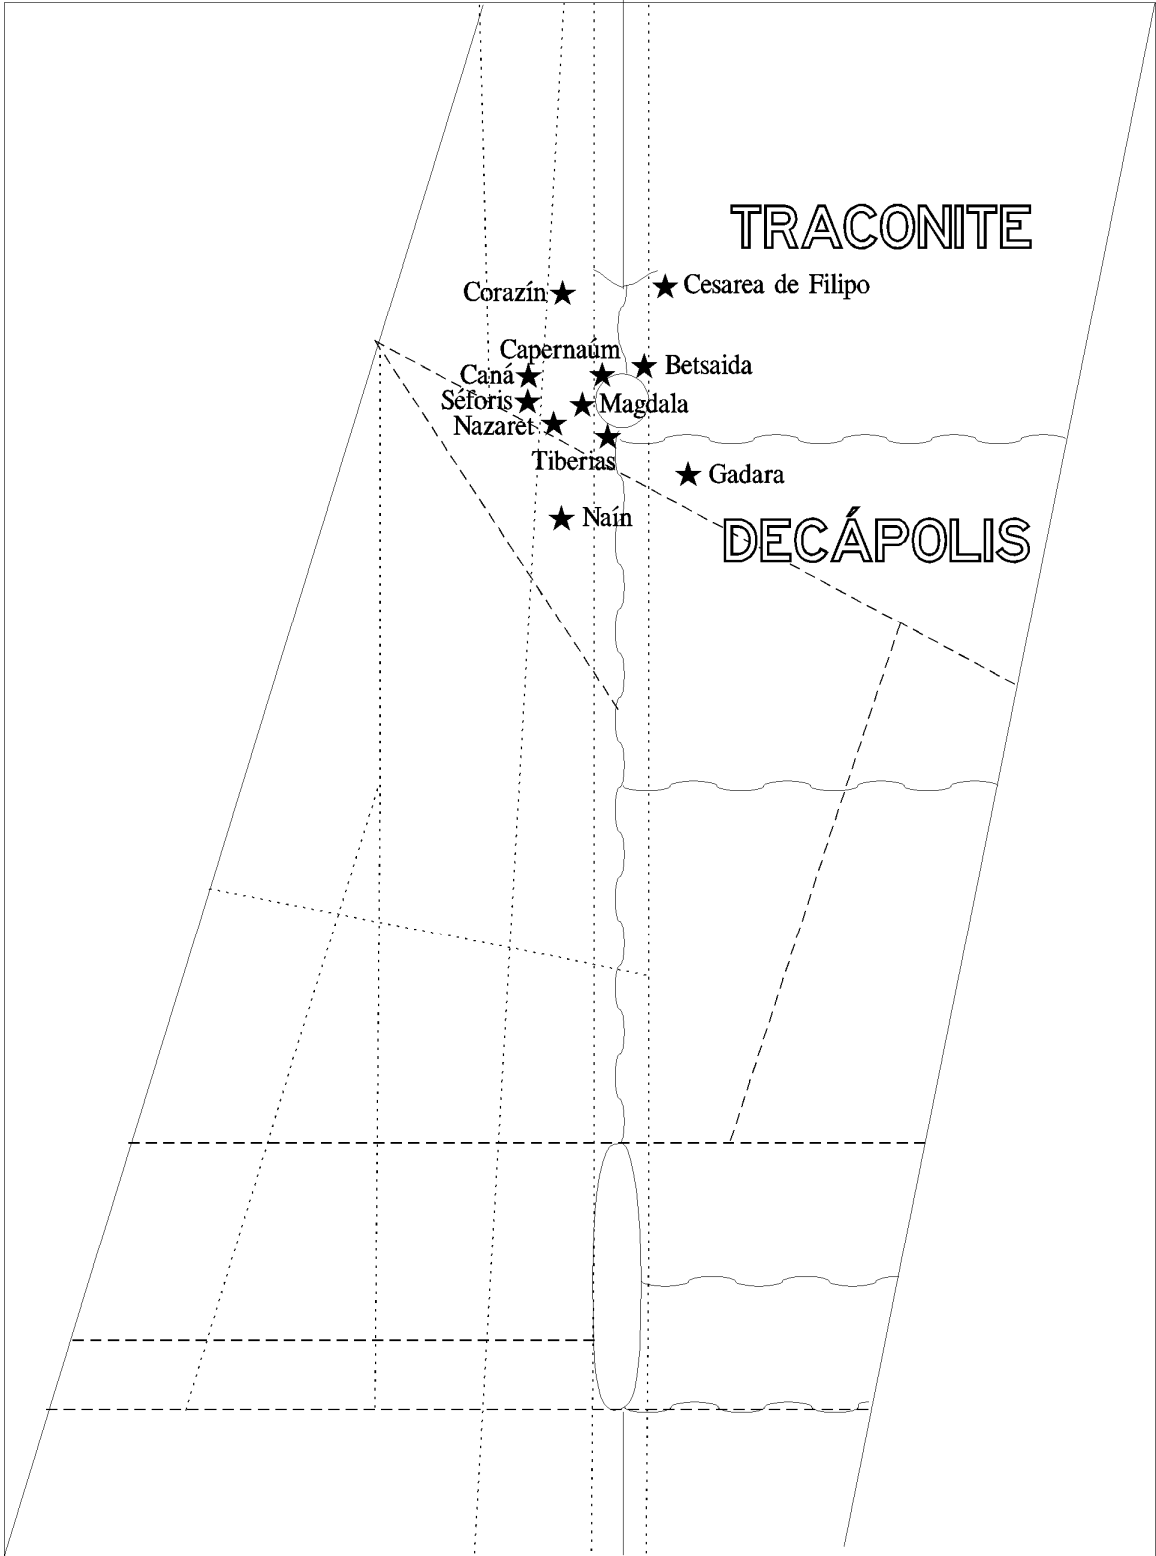 TRACONITE
Cesarea de Filipo
Corazín
Capernaúm
Betsaida
Caná
Séforis
Magdala
Nazaret
Tiberias
Gadara
Naín
DECÁPOLIS